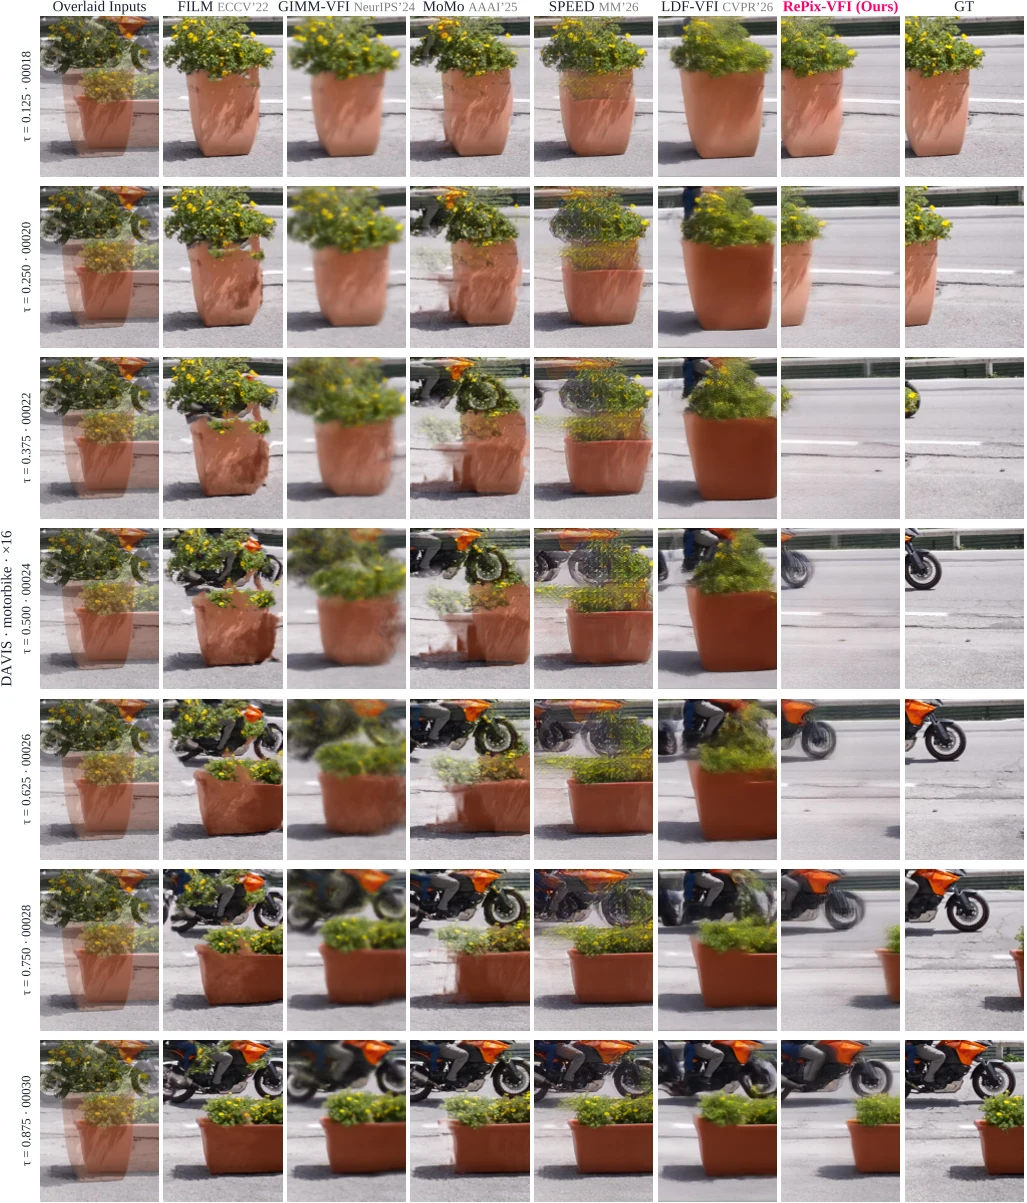 Overlaid Inputs
FILM ECCV'22
GIMM-VFI NeurIPS'24
MoMo AAAI'25
SPEED MM'26
LDF-VFI CVPR'26
RePix-VFI (Ours)
GT
DAVIS · motorbike · ×16
τ = 0.125 · 00018
τ = 0.250 · 00020
τ = 0.375 · 00022
τ = 0.500 · 00024
τ = 0.625 · 00026
τ = 0.750 · 00028
τ = 0.875 · 00030